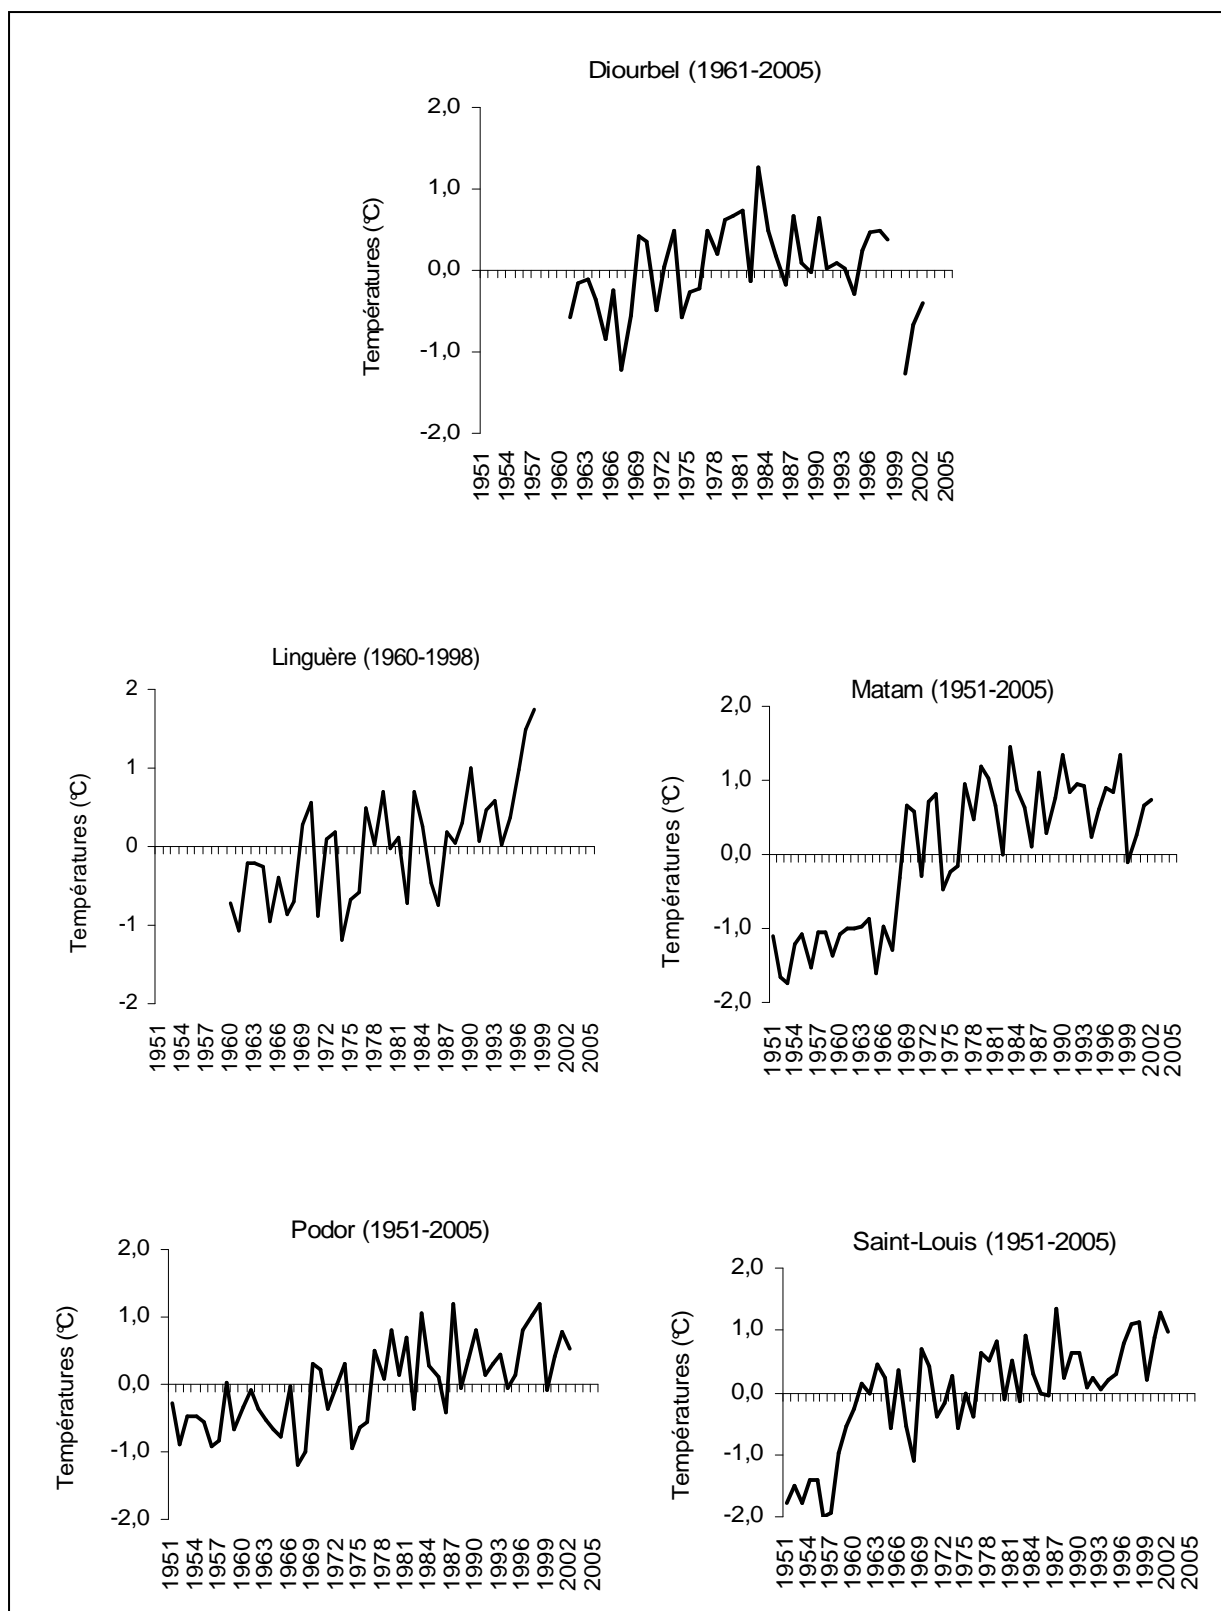 Diourbel (1961-2005)
2,0
1,0
0,0
-1,0
-2,0
Températures (°C)
1951 1954 1957 1960 1963 1966 1969 1972 1975 1978 1981 1984 1987 1990 1993 1996 1999 2002 2005
Linguère (1960-1998)
2
1
0
-1
-2
Températures (°C)
1951 1954 1957 1960 1963 1966 1969 1972 1975 1978 1981 1984 1987 1990 1993 1996 1999 2002 2005
Matam (1951-2005)
2,0
1,0
0,0
-1,0
-2,0
Températures (°C)
1951 1954 1957 1960 1963 1966 1969 1972 1975 1978 1981 1984 1987 1990 1993 1996 1999 2002 2005
Podor (1951-2005)
2,0
1,0
0,0
-1,0
-2,0
Températures (°C)
1951 1954 1957 1960 1963 1966 1969 1972 1975 1978 1981 1984 1987 1990 1993 1996 1999 2002 2005
Saint-Louis (1951-2005)
2,0
1,0
0,0
-1,0
-2,0
Températures (°C)
1951 1954 1957 1960 1963 1966 1969 1972 1975 1978 1981 1984 1987 1990 1993 1996 1999 2002 2005